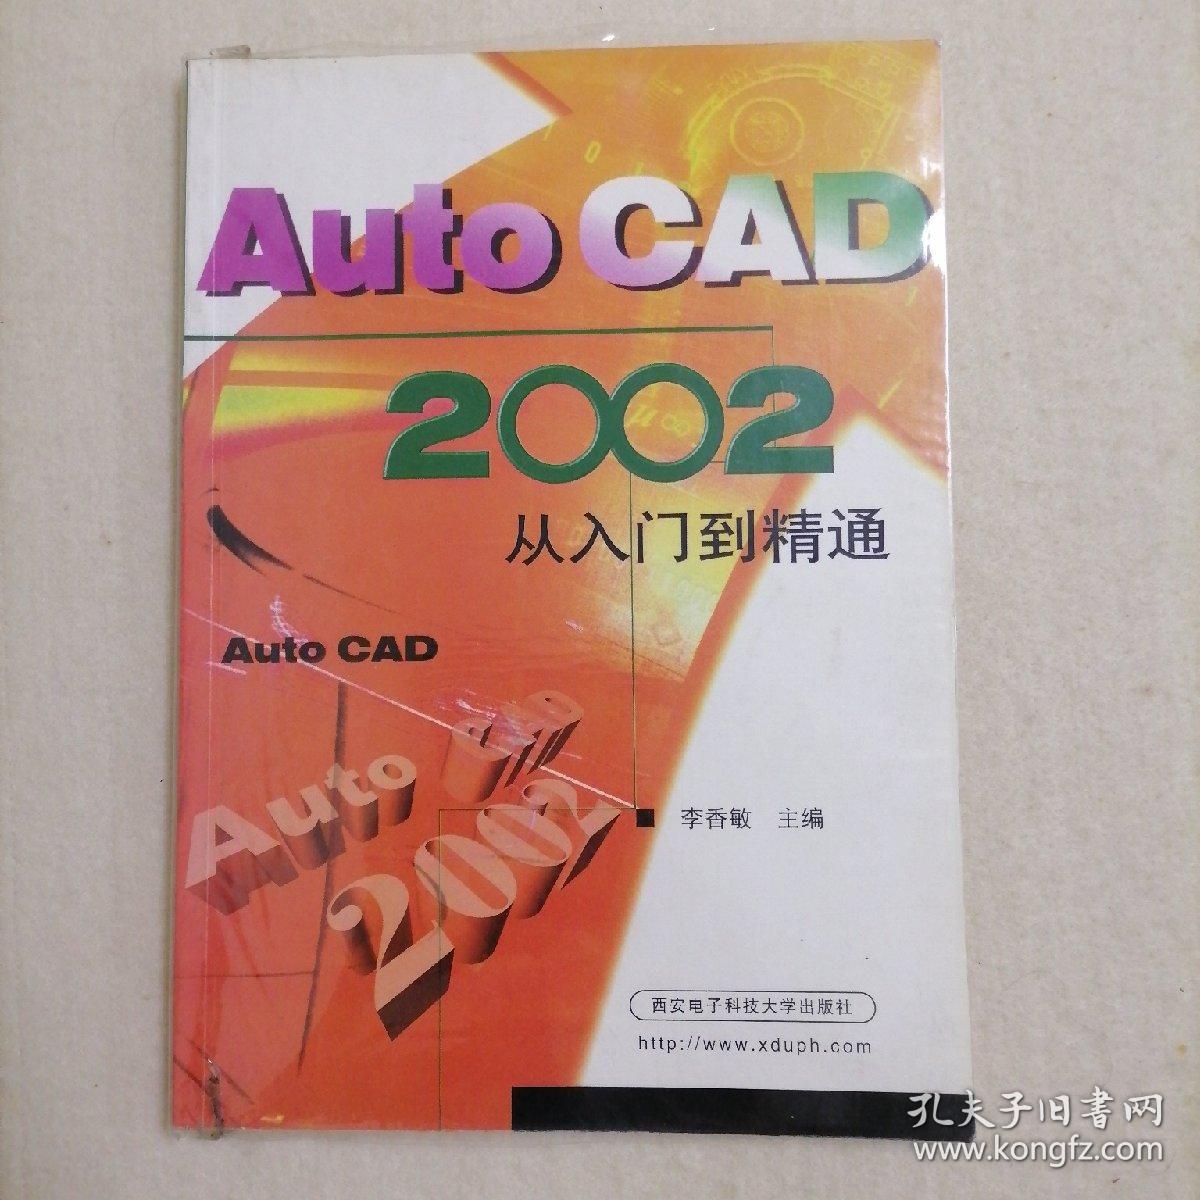 Auto CAD
2002
从入门到精通
Auto CAD
Auto CAD
2002
李香敏 主编
西安电子科技大学出版社
http://www.xduph.com
孔夫子旧書网
www.kongfz.com